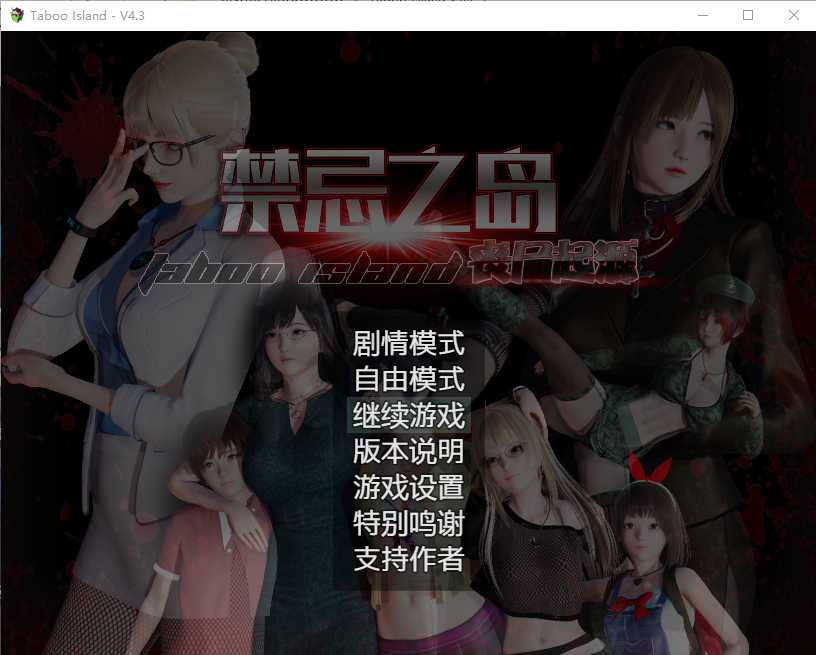 Taboo Island - V4.3
禁忌之岛
Taboo island 丧尸起源
剧情模式
自由模式
继续游戏
版本说明
游戏设置
特别鸣谢
支持作者